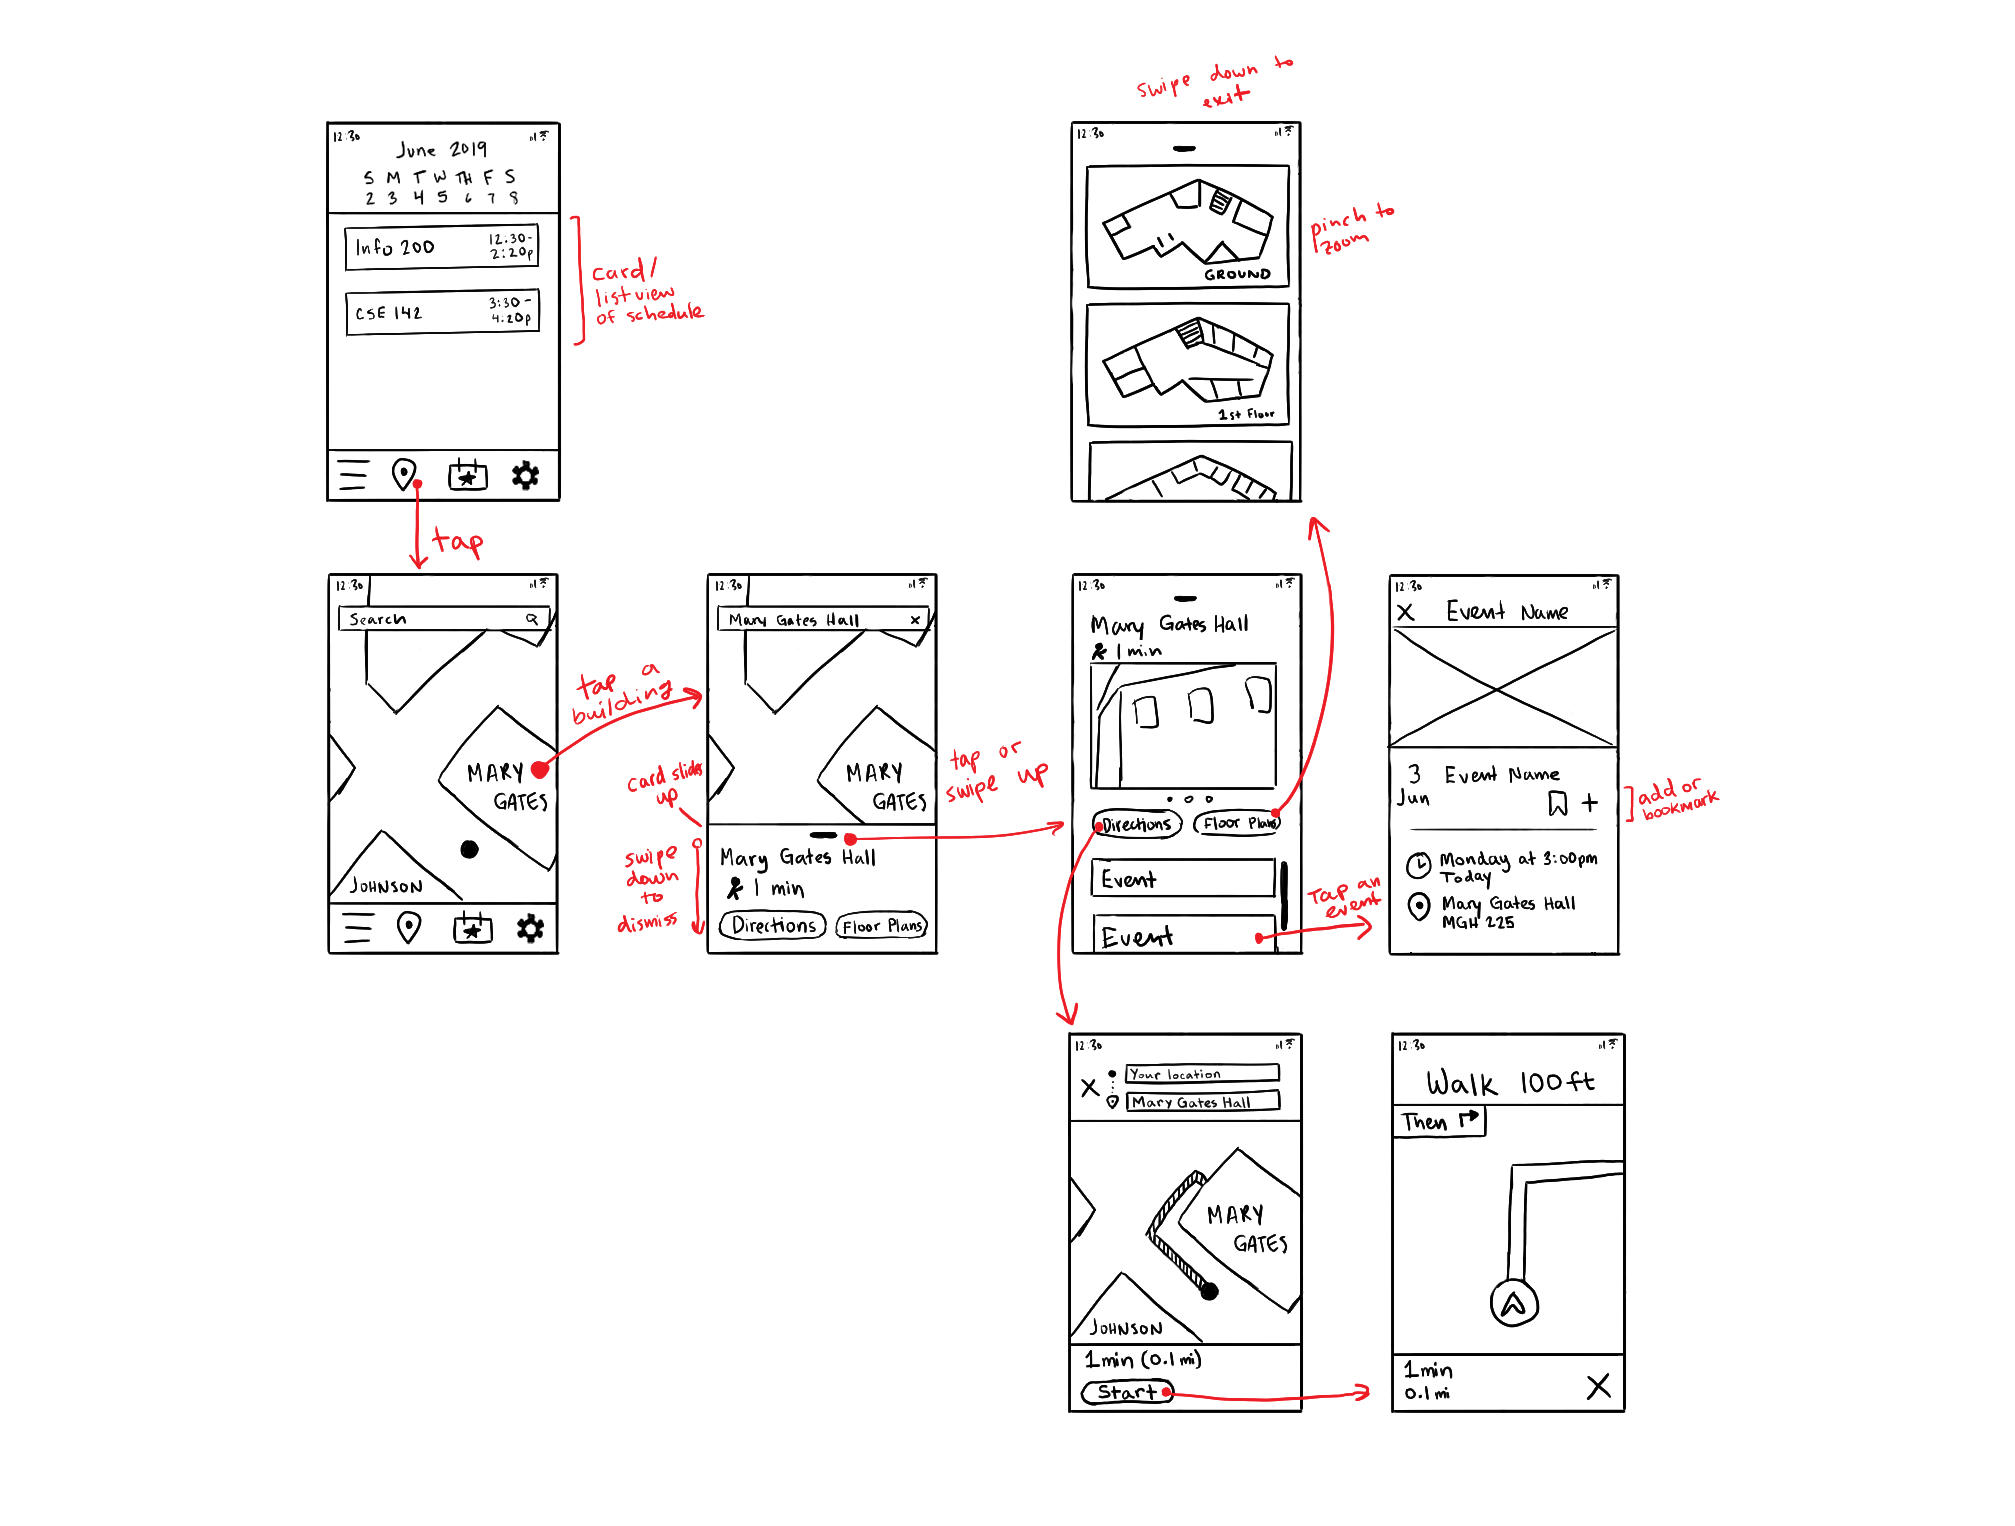 swipe down to
exit
12:30
June 2019
S M T W TH F S
2 3 4 5 6 7 8
Info 200
12:30-
2:20p
CSE 142
3:30-
4:20p
card/
list view
of schedule
tap
12:30
GROUND
1st Floor
pinch to
zoom
12:30
Search
MARY
GATES
JOHNSON
tap a
building
12:30
Mary Gates Hall
MARY
GATES
card slides
up
swipe
down
to
dismiss
Mary Gates Hall
1 min
Directions
Floor Plans
tap or
swipe up
12:30
Mary Gates Hall
1 min
Directions
Floor Plans
Event
Event
Tap an
event
12:30
X Event Name
3
Jun
Event Name
+
add or
bookmark
Monday at 3:00pm
Today
Mary Gates Hall
MGH 225
12:30
X
Your location
Mary Gates Hall
MARY
GATES
JOHNSON
1min (0.1 mi)
Start
12:30
Walk 100ft
Then
1min
0.1 mi
X